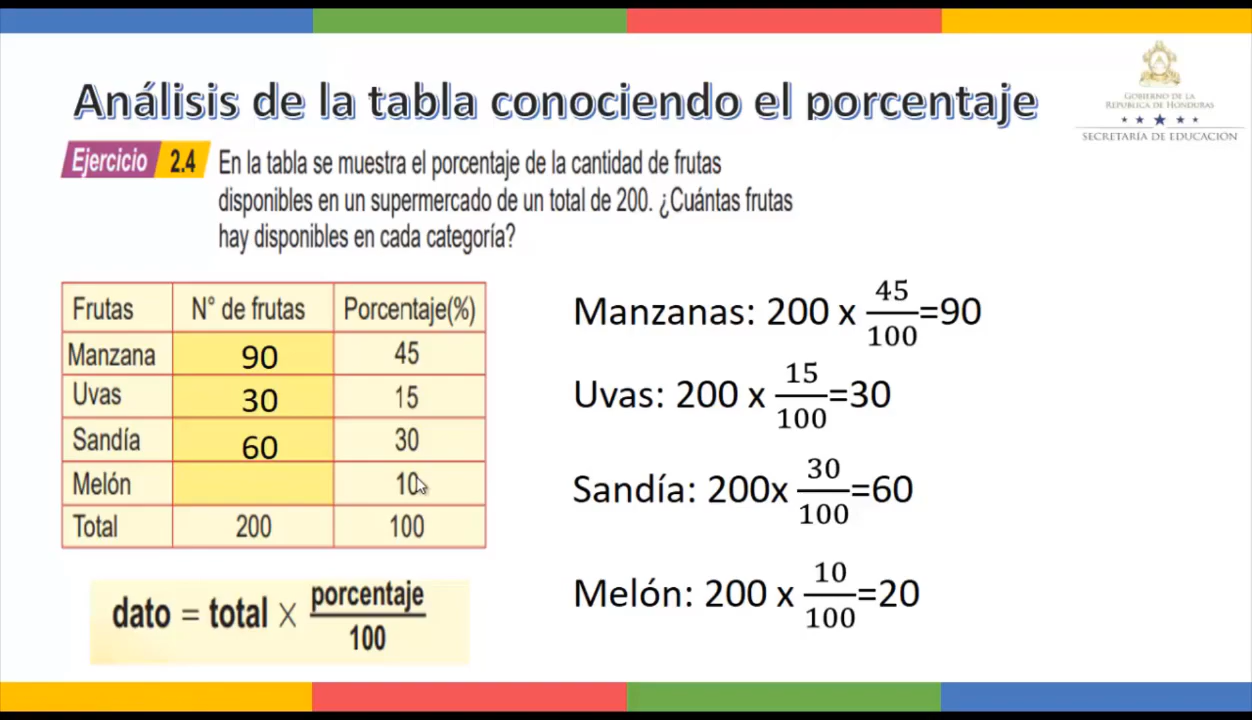 Análisis de la tabla conociendo el porcentaje
GOBIERNO DE LA
REPÚBLICA DE HONDURAS
SECRETARÍA DE EDUCACIÓN
Ejercicio 2.4 En la tabla se muestra el porcentaje de la cantidad de frutas
disponibles en un supermercado de un total de 200. ¿Cuántas frutas
hay disponibles en cada categoría?
Frutas N° de frutas Porcentaje(%)
Manzana 90 45
Uvas 30 15
Sandía 60 30
Melón 10
Total 200 100
dato = total × porcentaje/100
Manzanas: 200 x 45/100=90
Uvas: 200 x 15/100=30
Sandía: 200x 30/100=60
Melón: 200 x 10/100=20